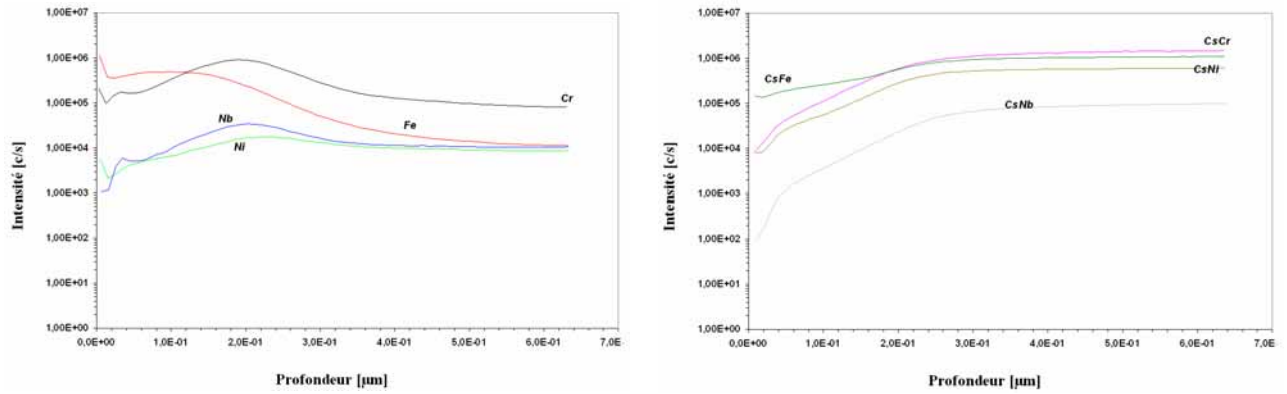 1,00E+07
1,00E+06
1,00E+05
1,00E+04
1,00E+03
1,00E+02
1,00E+01
1,00E+00
Intensité [c/s]
Cr
Nb
Fe
Ni
0,0E+00 1,0E-01 2,0E-01 3,0E-01 4,0E-01 5,0E-01 6,0E-01 7,0E
Profondeur [µm]
1,00E+07
1,00E+06
1,00E+05
1,00E+04
1,00E+03
1,00E+02
1,00E+01
1,00E+00
Intensité [c/s]
CsCr
CsFe
CsNi
CsNb
0,0E+00 1,0E-01 2,0E-01 3,0E-01 4,0E-01 5,0E-01 6,0E-01 7,0E
Profondeur [µm]